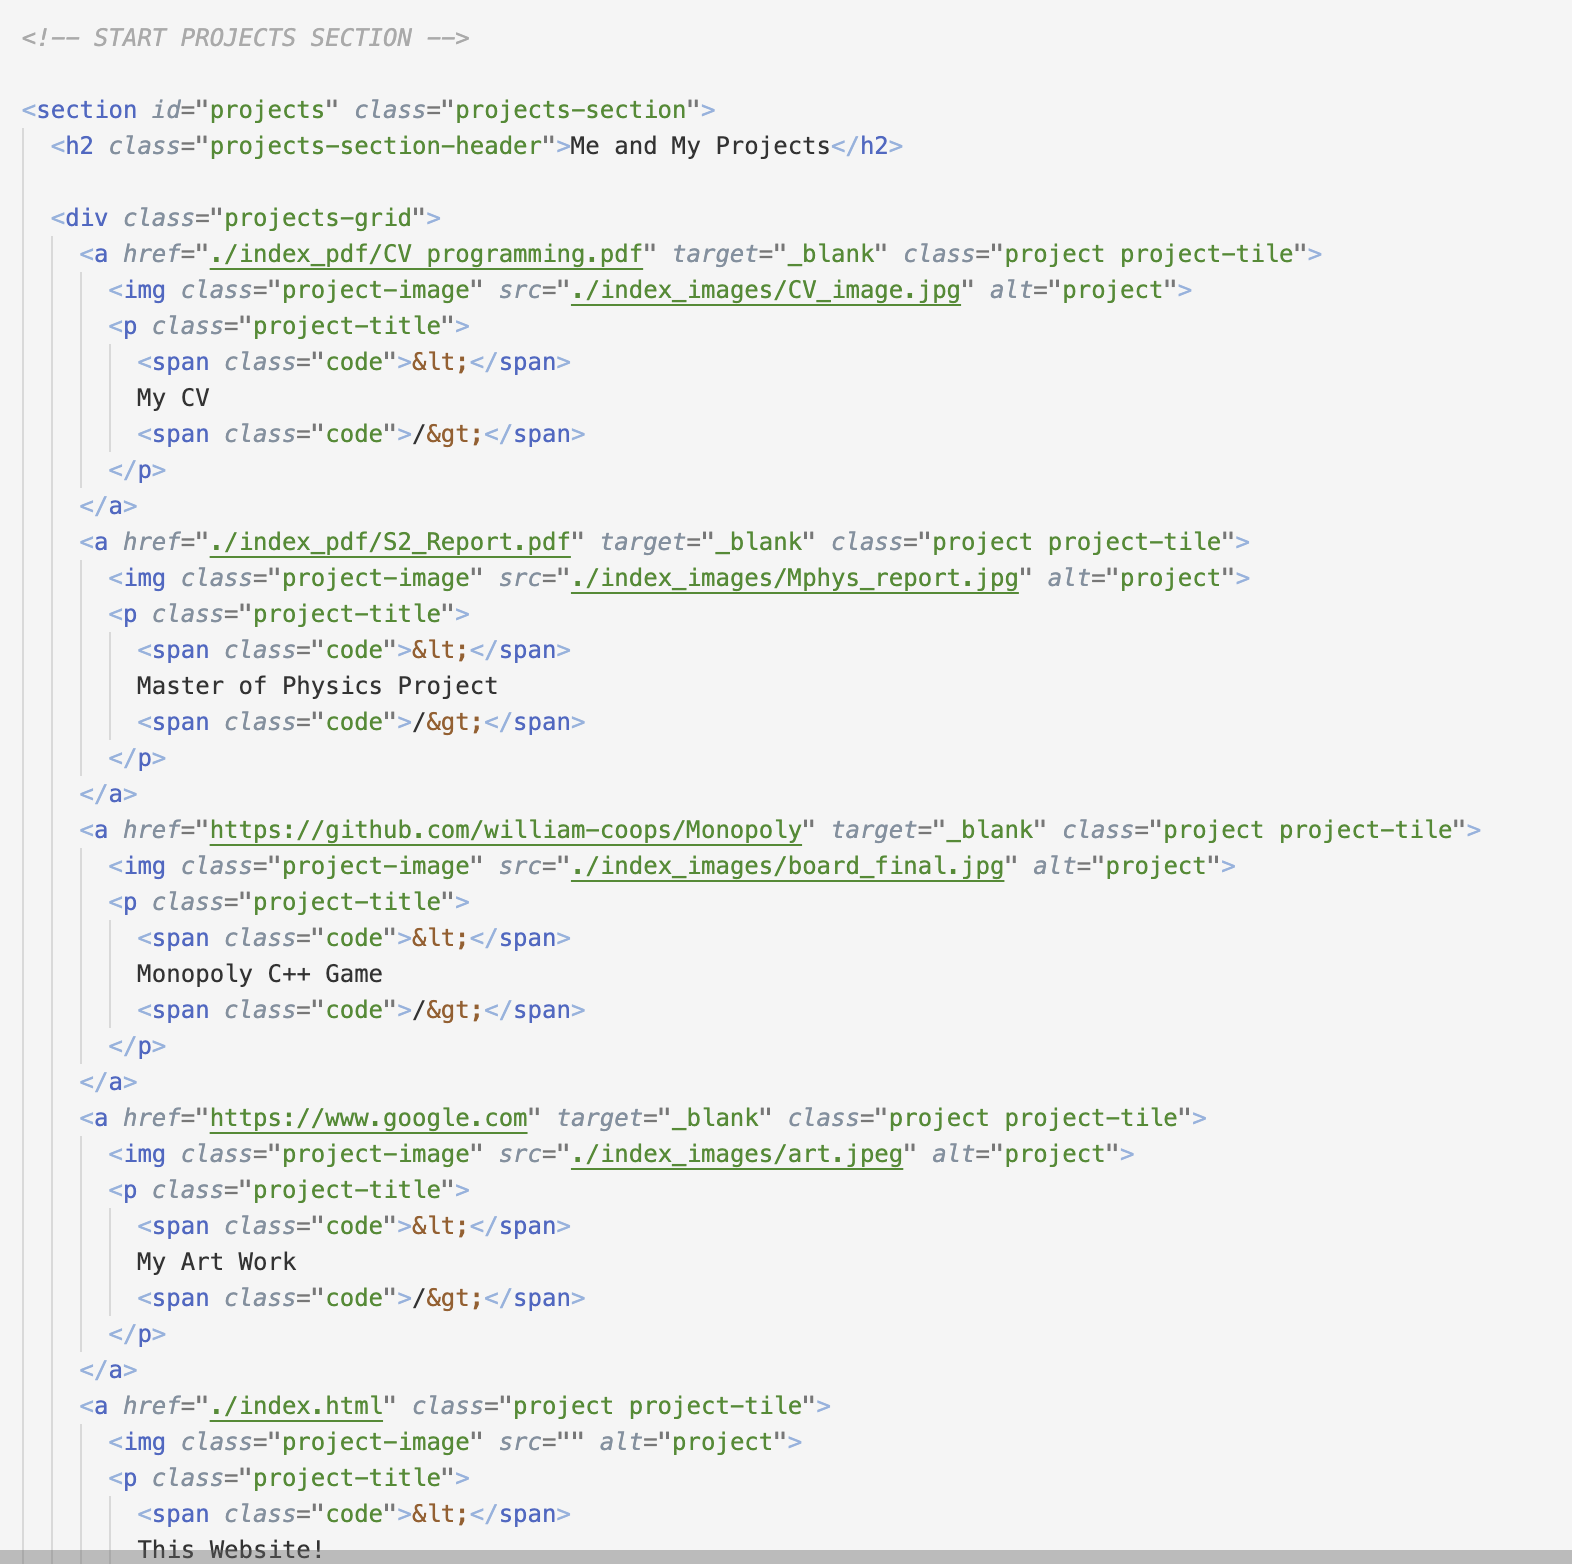 <!-- START PROJECTS SECTION -->
<section id="projects" class="projects-section">
<h2 class="projects-section-header">Me and My Projects</h2>
<div class="projects-grid">
<a href="./index_pdf/CV programming.pdf" target="_blank" class="project project-tile">
<img class="project-image" src="./index_images/CV_image.jpg" alt="project">
<p class="project-title">
<span class="code">&lt;</span>
My CV
<span class="code">/&gt;</span>
</p>
</a>
<a href="./index_pdf/S2_Report.pdf" target="_blank" class="project project-tile">
<img class="project-image" src="./index_images/Mphys_report.jpg" alt="project">
<p class="project-title">
<span class="code">&lt;</span>
Master of Physics Project
<span class="code">/&gt;</span>
</p>
</a>
<a href="https://github.com/william-coops/Monopoly" target="_blank" class="project project-tile">
<img class="project-image" src="./index_images/board_final.jpg" alt="project">
<p class="project-title">
<span class="code">&lt;</span>
Monopoly C++ Game
<span class="code">/&gt;</span>
</p>
</a>
<a href="https://www.google.com" target="_blank" class="project project-tile">
<img class="project-image" src="./index_images/art.jpeg" alt="project">
<p class="project-title">
<span class="code">&lt;</span>
My Art Work
<span class="code">/&gt;</span>
</p>
</a>
<a href="./index.html" class="project project-tile">
<img class="project-image" src="" alt="project">
<p class="project-title">
<span class="code">&lt;</span>
This Website!